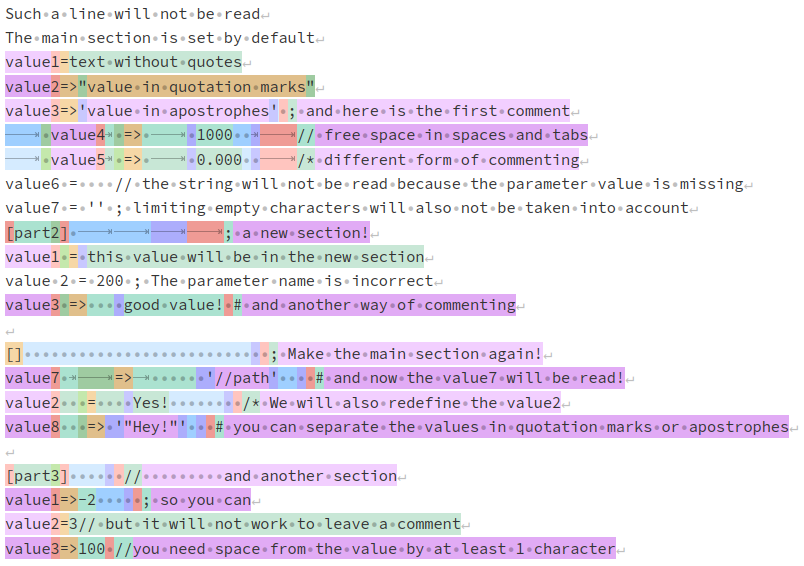 Such a line will not be read
The main section is set by default
value1=text without quotes
value2=>"value in quotation marks"
value3=>'value in apostrophes' ; and here is the first comment
value4 => 1000 // free space in spaces and tabs
value5 => 0.000 /* different form of commenting
value6 = // the string will not be read because the parameter value is missing
value7 = '' ; limiting empty characters will also not be taken into account
[part2] ; a new section!
value1 = this value will be in the new section
value 2 = 200 ; The parameter name is incorrect
value3 => good value! # and another way of commenting
[] ; Make the main section again!
value7 => '//path' # and now the value7 will be read!
value2 = Yes! /* We will also redefine the value2
value8 => '"Hey!"' # you can separate the values in quotation marks or apostrophes
[part3] // and another section
value1=>-2 ; so you can
value2=3// but it will not work to leave a comment
value3=>100 //you need space from the value by at least 1 character